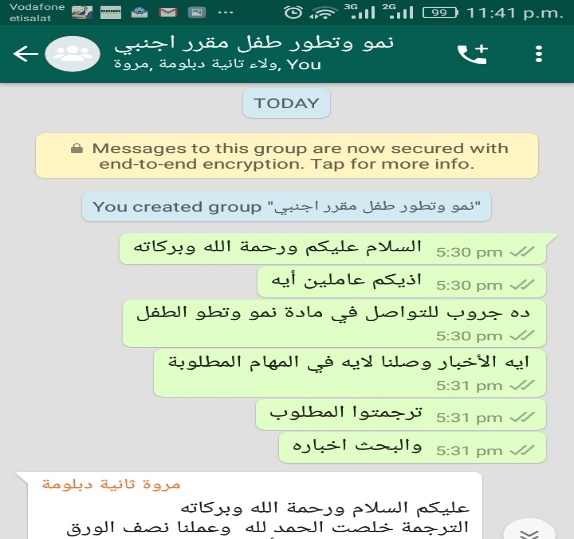 Vodafone
etisalat
3G 2G 99 11:41 p.m.
نمو وتطور طفل مقرر اجنبي
ولاء ثانية دبلومة, مروة, You
TODAY
Messages to this group are now secured with
end-to-end encryption. Tap for more info.
You created group "نمو وتطور طفل مقرر اجنبي"
السلام عليكم ورحمة الله وبركاته 5:30 pm
اذيكم عاملين أيه 5:30 pm
ده جروب للتواصل في مادة نمو وتطو الطفل
5:30 pm
ايه الأخبار وصلنا لايه في المهام المطلوبة
5:31 pm
ترجمتوا المطلوب 5:31 pm
والبحث اخباره 5:31 pm
مروة ثانية دبلومة
عليكم السلام ورحمة الله وبركاته
الترجمة خلصت الحمد لله وعملنا نصف الورق